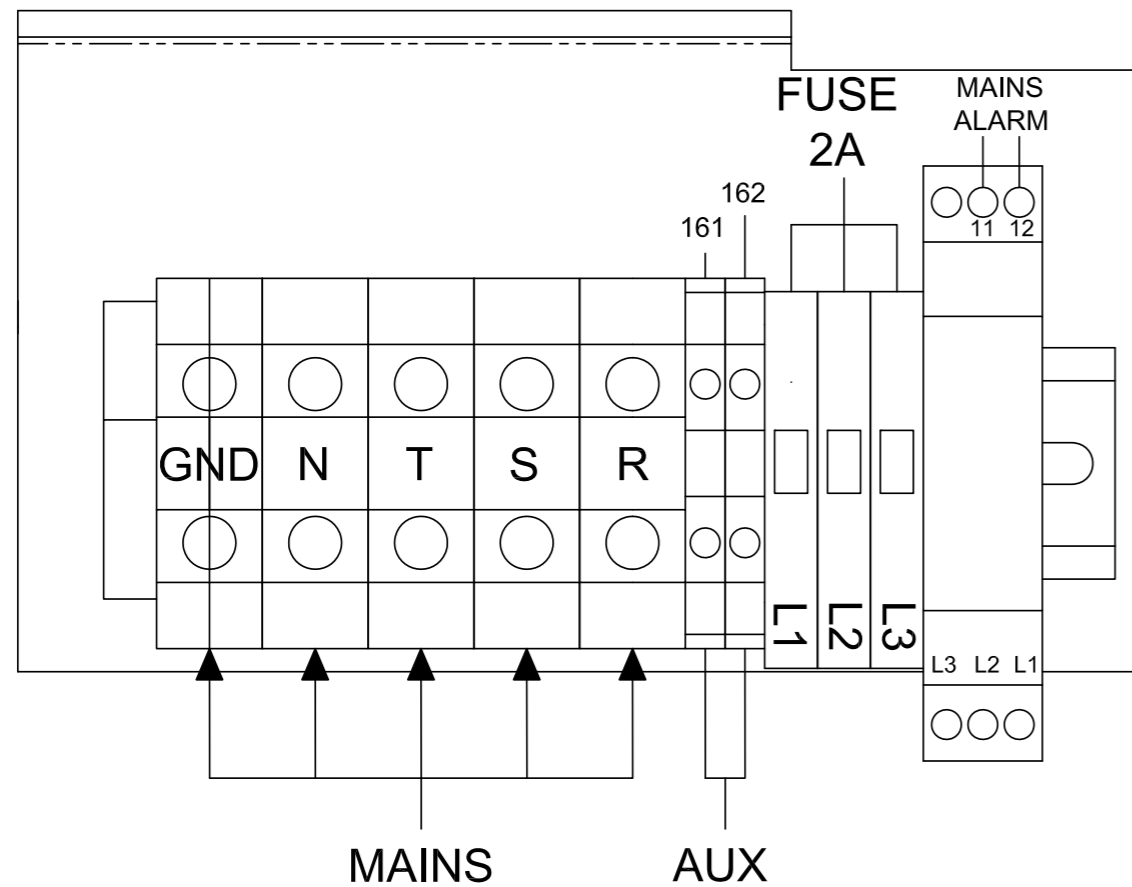 FUSE
2A
MAINS
ALARM
11 12
161
162
GND N T S R
L1 L2 L3
L3 L2 L1
MAINS
AUX